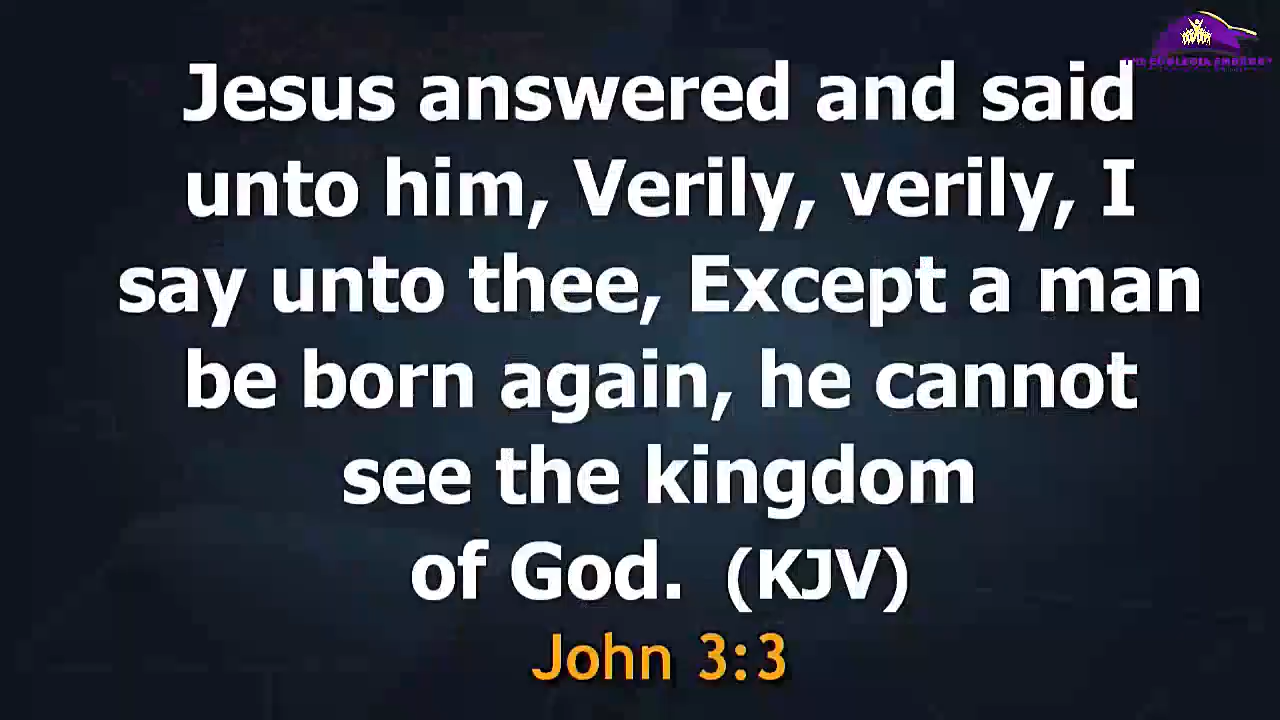 Jesus answered and said
unto him, Verily, verily, I
say unto thee, Except a man
be born again, he cannot
see the kingdom
of God. (KJV)
John 3:3